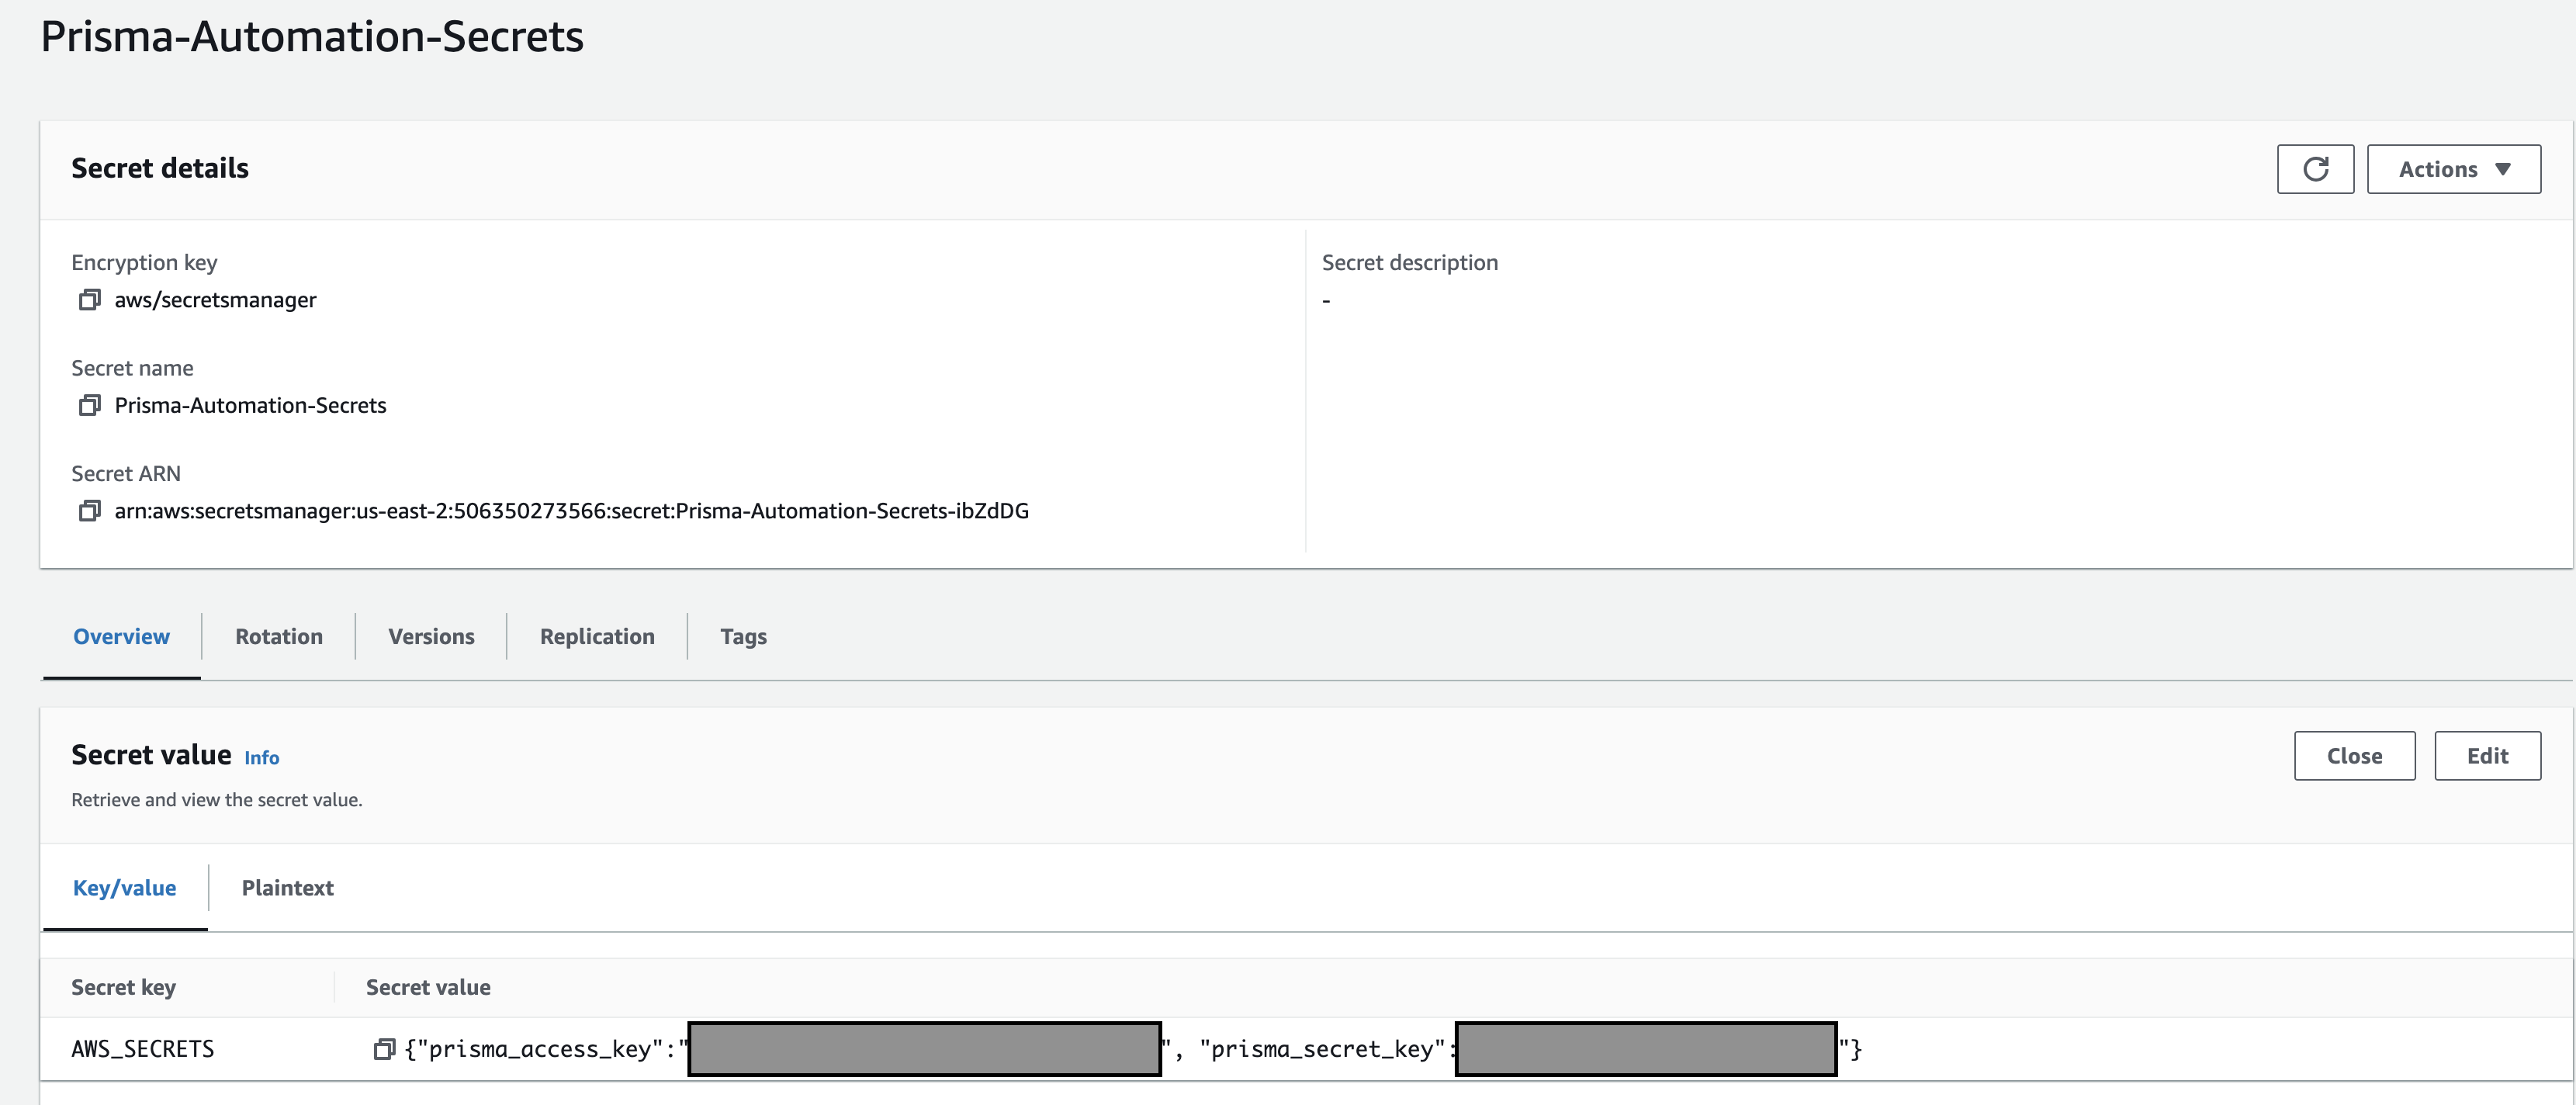 Prisma-Automation-Secrets
Secret details
Actions
Encryption key
aws/secretsmanager
Secret description
-
Secret name
Prisma-Automation-Secrets
Secret ARN
arn:aws:secretsmanager:us-east-2:506350273566:secret:Prisma-Automation-Secrets-ibZdDG
Overview Rotation Versions Replication Tags
Secret value Info
Close Edit
Retrieve and view the secret value.
Key/value Plaintext
Secret key Secret value
AWS_SECRETS {"prisma_access_key":" ", "prisma_secret_key": "}